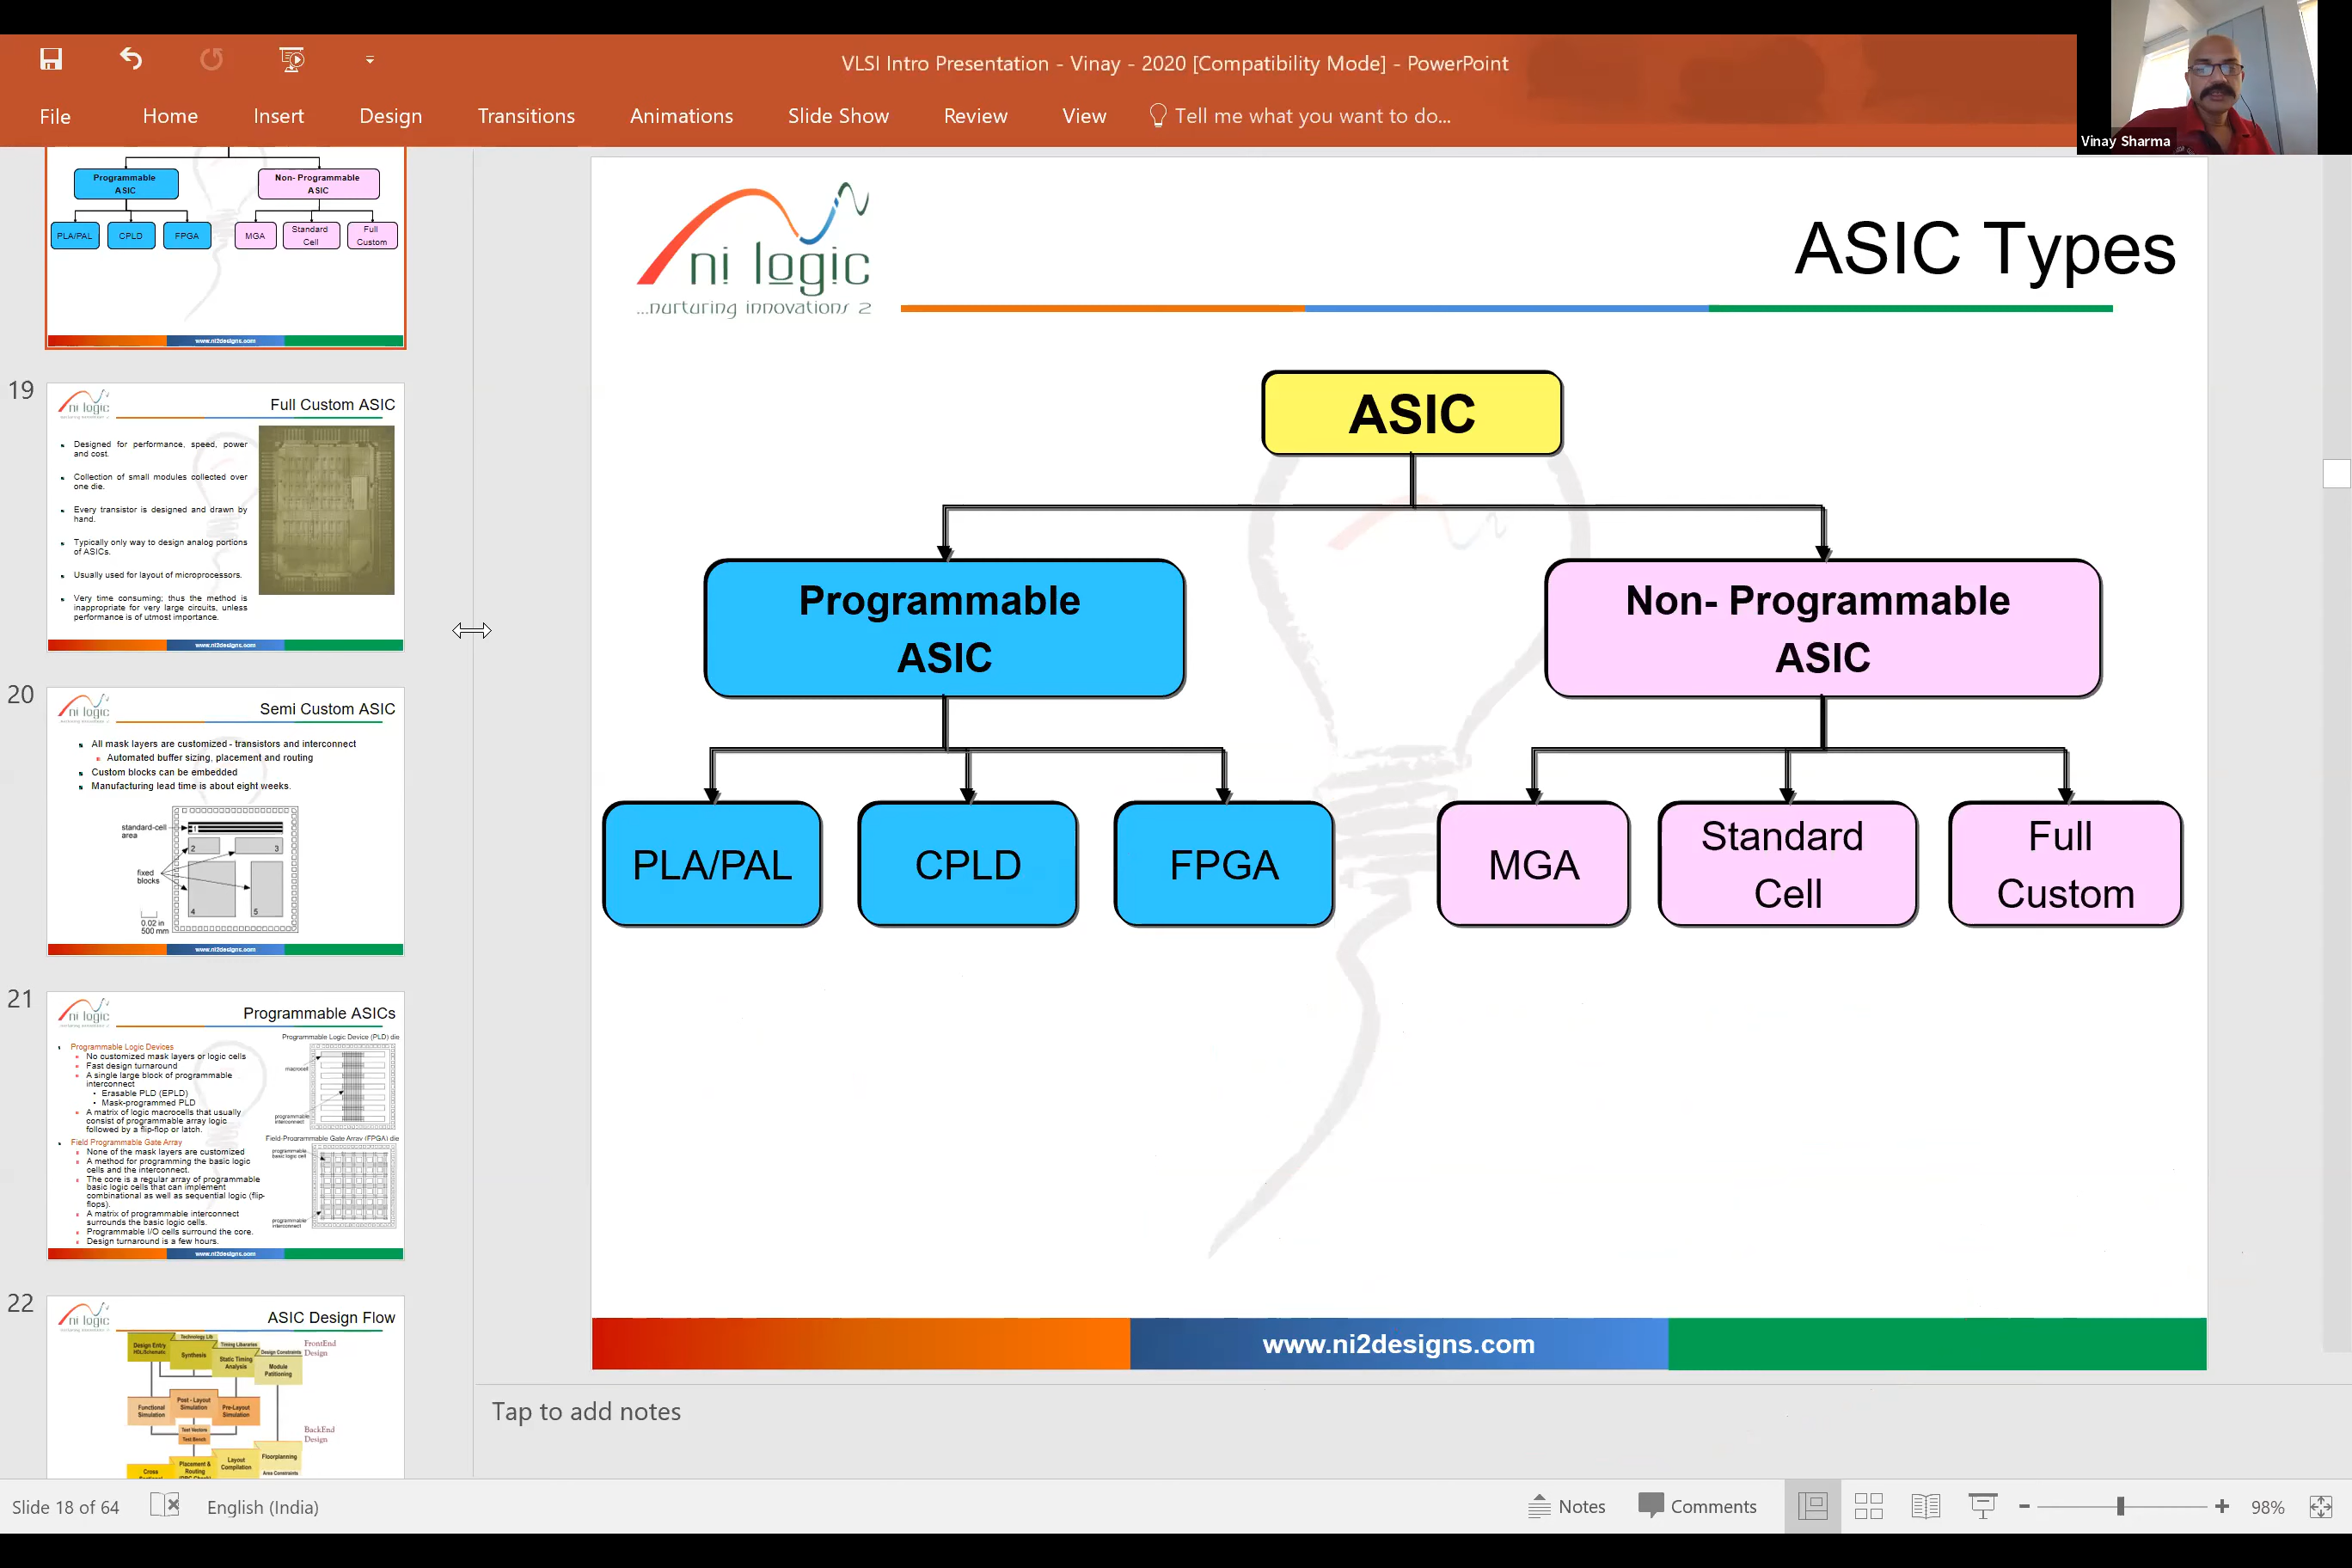 VLSI Intro Presentation - Vinay - 2020 [Compatibility Mode] - PowerPoint
File Home Insert Design Transitions Animations Slide Show Review View Tell me what you want to do...
Vinay Sharma
Programmable
ASIC
Non- Programmable
ASIC
PLA/PAL
CPLD
FPGA
MGA
Standard
Cell
Full
Custom
www.ni2designs.com
19
ni logic
Full Custom ASIC
Designed for performance, speed, power
and cost.
Collection of small modules collected over
one die.
Every transistor is designed and drawn by
hand.
Typically only way to design analog portions
of ASICs.
Usually used for layout of microprocessors.
Very time consuming; thus the method is
inappropriate for very large circuits, unless
performance is of utmost importance.
www.ni2designs.com
20
ni logic
Semi Custom ASIC
All mask layers are customized - transistors and interconnect
Automated buffer sizing, placement and routing
Custom blocks can be embedded
Manufacturing lead time is about eight weeks.
standard-cell
area
1
2
3
fixed
blocks
4
5
0.02 in
500 mm
www.ni2designs.com
21
ni logic
Programmable ASICs
Programmable Logic Devices
No customized mask layers or logic cells
Fast design turnaround
A single large block of programmable
interconnect
Erasable PLD (EPLD)
Mask-programmed PLD
A matrix of logic macrocells that usually
consist of programmable array logic
followed by a flip-flop or latch.
Field Programmable Gate Array
None of the mask layers are customized
A method for programming the basic logic
cells and the interconnect.
The core is a regular array of programmable
basic logic cells that can implement
combinational as well as sequential logic (flip-
flops).
A matrix of programmable interconnect
surrounds the basic logic cells.
Programmable I/O cells surround the core.
Design turnaround is a few hours.
Programmable Logic Device (PLD) die
macrocell
programmable
interconnect
Field-Programmable Gate Array (FPGA) die
programmable
basic logic cell
programmable
interconnect
www.ni2designs.com
22
ni logic
ASIC Design Flow
Design Entry
HDL/Schematic
Technology Lib
Synthesis
Timing Libraries
Static Timing
Analysis
Design Constraints
Module
Patitioning
FrontEnd
Design
Functional
Simulation
Post - Layout
Simulation
Pre-Layout
Simulation
Test Vectors
Test Bench
BackEnd
Design
Placement &
Routing
Layout
Compilation
Floorplanning
Area Constraints
Cross
ni logic
...nurturing innovations 2
ASIC Types
ASIC
Programmable
ASIC
Non- Programmable
ASIC
PLA/PAL
CPLD
FPGA
MGA
Standard
Cell
Full
Custom
www.ni2designs.com
Tap to add notes
Slide 18 of 64 English (India) Notes Comments 98%